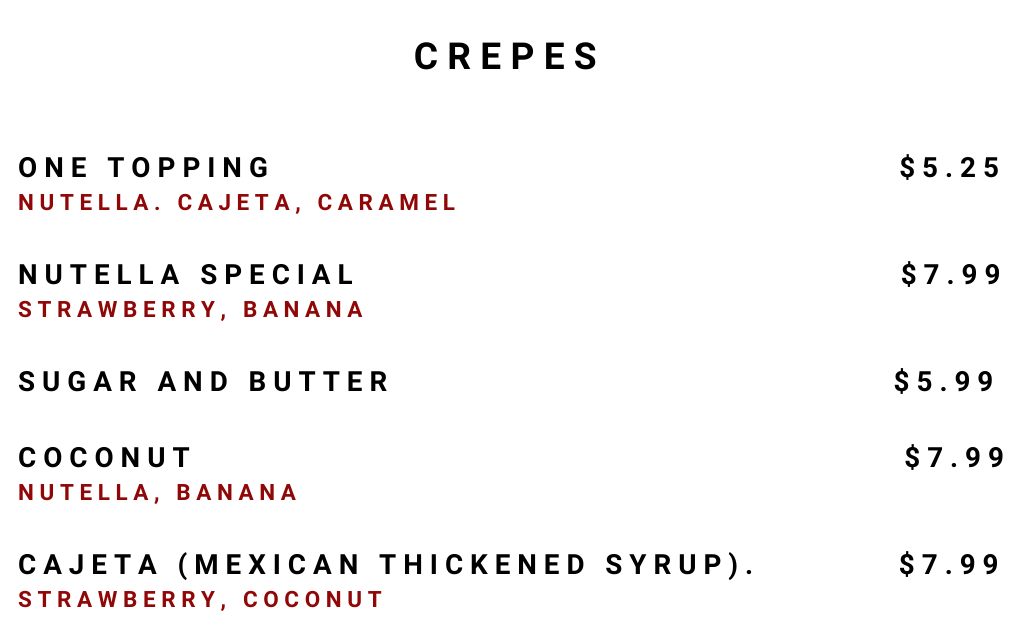 CREPES
ONE TOPPING $5.25
NUTELLA. CAJETA, CARAMEL
NUTELLA SPECIAL $7.99
STRAWBERRY, BANANA
SUGAR AND BUTTER $5.99
COCONUT $7.99
NUTELLA, BANANA
CAJETA (MEXICAN THICKENED SYRUP). $7.99
STRAWBERRY, COCONUT